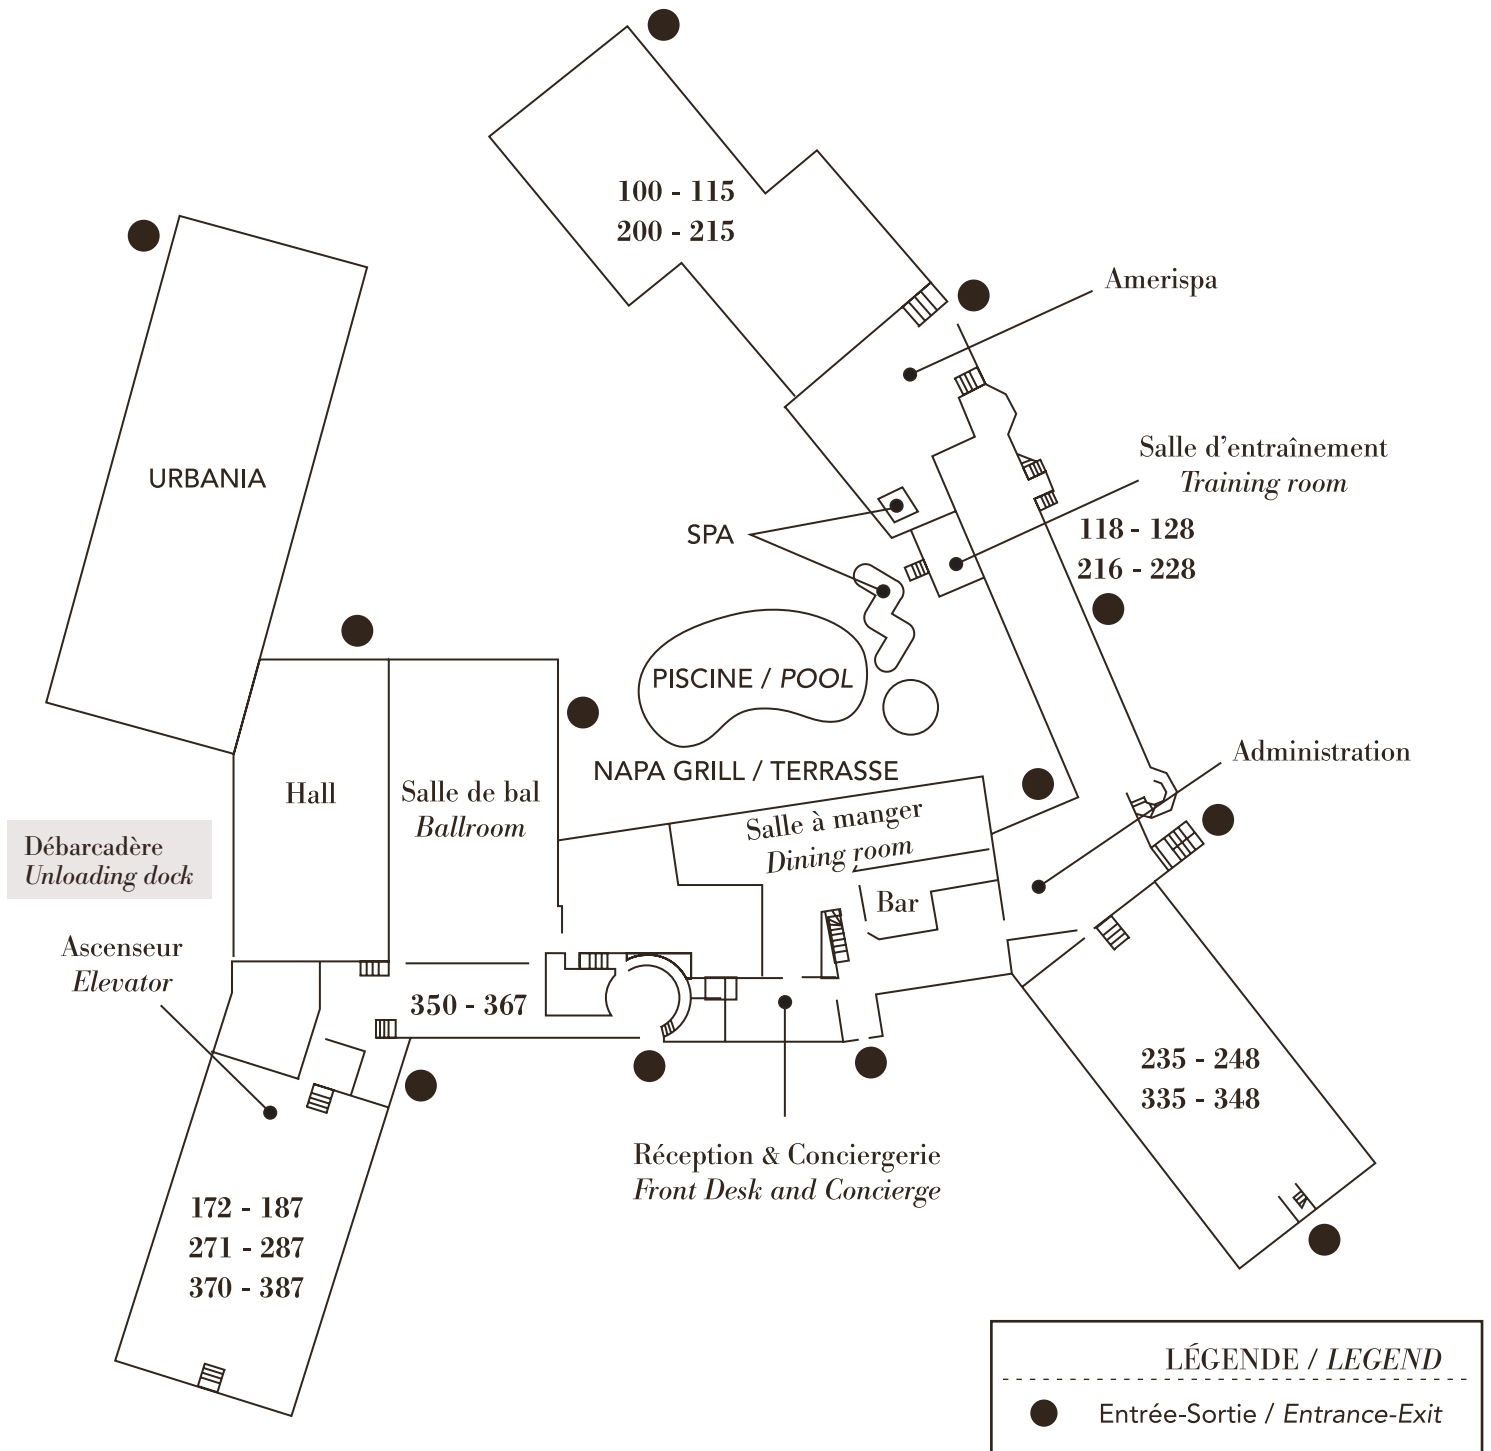 100 - 115
200 - 215
Amerispa
URBANIA
Salle d'entraînement
Training room
SPA
118 - 128
216 - 228
PISCINE / POOL
NAPA GRILL / TERRASSE
Administration
Hall
Salle de bal
Ballroom
Salle à manger
Dining room
Débarcadère
Unloading dock
Bar
Ascenseur
Elevator
350 - 367
235 - 248
335 - 348
Réception & Conciergerie
Front Desk and Concierge
172 - 187
271 - 287
370 - 387
LÉGENDE / LEGEND
Entrée-Sortie / Entrance-Exit